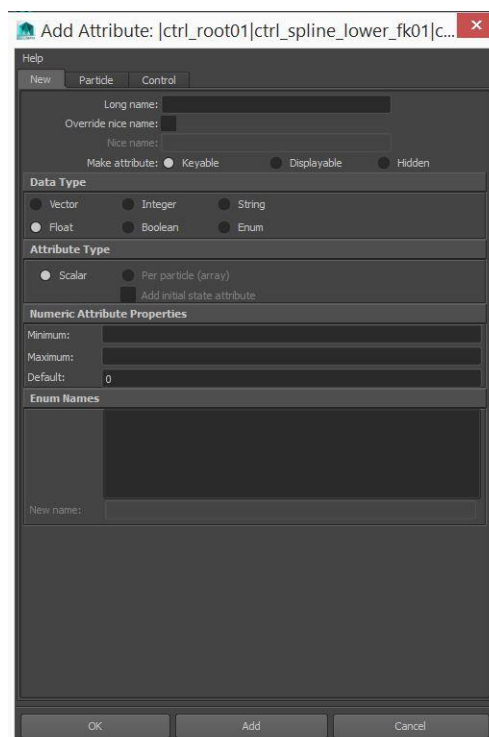 Add Attribute: |ctrl_root01|ctrl_spline_lower_fk01|c...
Help
New Particle Control
Long name:
Override nice name:
Nice name:
Make attribute: Keyable Displayable Hidden
Data Type
Vector Integer String
Float Boolean Enum
Attribute Type
Scalar Per particle (array)
Add initial state attribute
Numeric Attribute Properties
Minimum:
Maximum:
Default: 0
Enum Names
New name:
OK Add Cancel